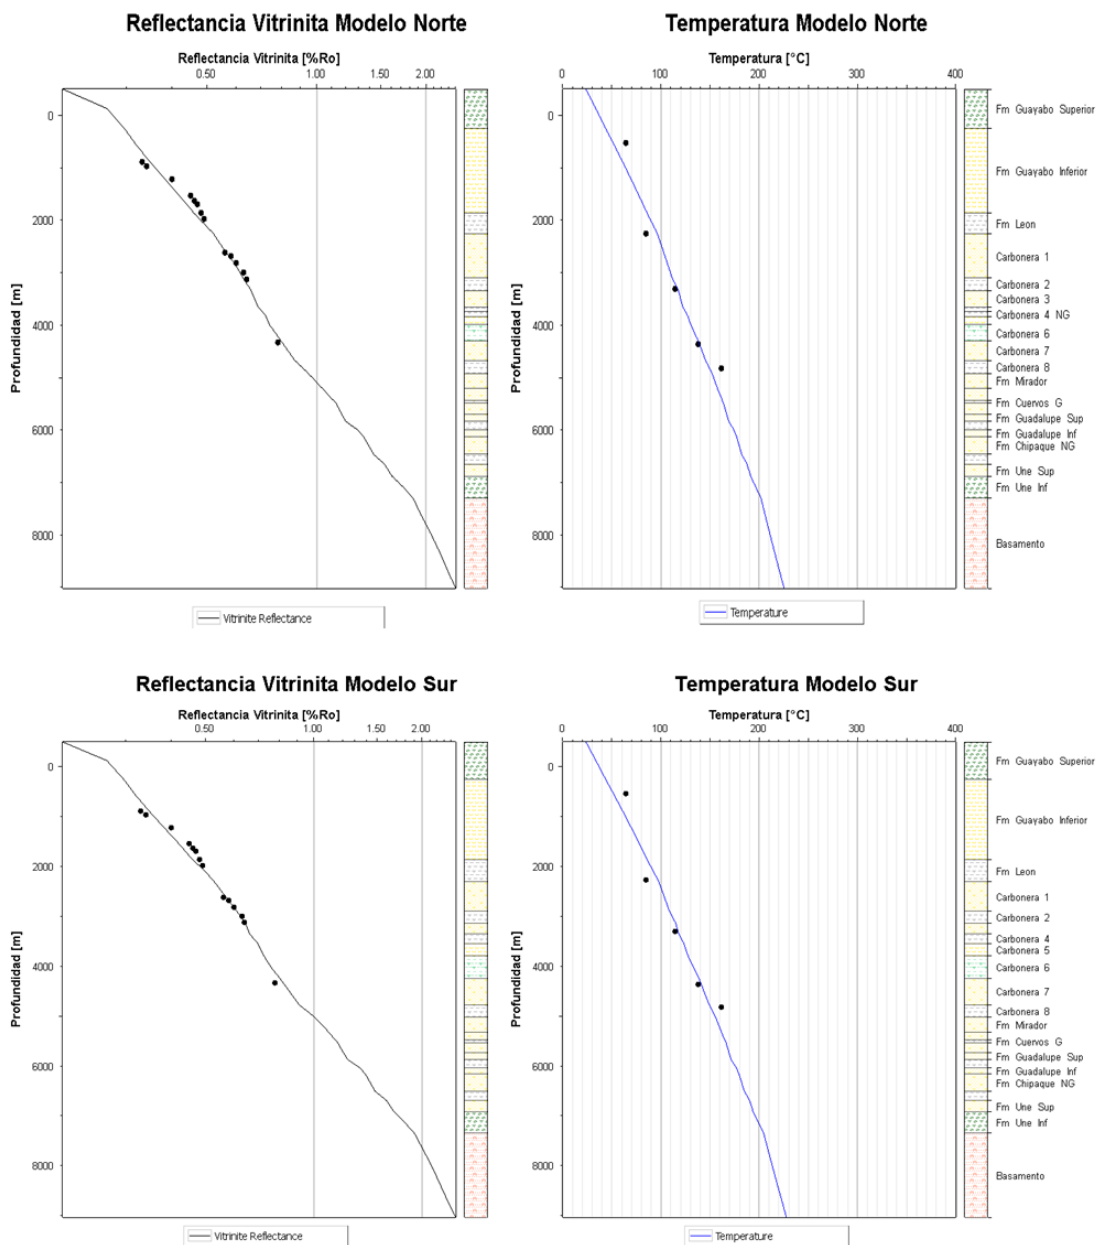 Reflectancia Vitrinita Modelo Norte
Reflectancia Vitrinita [%Ro]
0.50 1.00 1.50 2.00
Profundidad [m]
0
2000
4000
6000
8000
Vitrinite Reflectance
Temperatura Modelo Norte
Temperatura [°C]
0 100 200 300 400
Profundidad [m]
0
2000
4000
6000
8000
Fm Guayabo Superior
Fm Guayabo Inferior
Fm Leon
Carbonera 1
Carbonera 2
Carbonera 3
Carbonera 4 NG
Carbonera 6
Carbonera 7
Carbonera 8
Fm Mirador
Fm Cuervos G
Fm Guadalupe Sup
Fm Guadalupe Inf
Fm Chipaque NG
Fm Une Sup
Fm Une Inf
Basamento
Temperature
Reflectancia Vitrinita Modelo Sur
Reflectancia Vitrinita [%Ro]
0.50 1.00 1.50 2.00
Profundidad [m]
0
2000
4000
6000
8000
Vitrinite Reflectance
Temperatura Modelo Sur
Temperatura [°C]
0 100 200 300 400
Profundidad [m]
0
2000
4000
6000
8000
Fm Guayabo Superior
Fm Guayabo Inferior
Fm Leon
Carbonera 1
Carbonera 2
Carbonera 4
Carbonera 5
Carbonera 6
Carbonera 7
Carbonera 8
Fm Mirador
Fm Cuervos G
Fm Guadalupe Sup
Fm Guadalupe Inf
Fm Chipaque NG
Fm Une Sup
Fm Une Inf
Basamento
Temperature